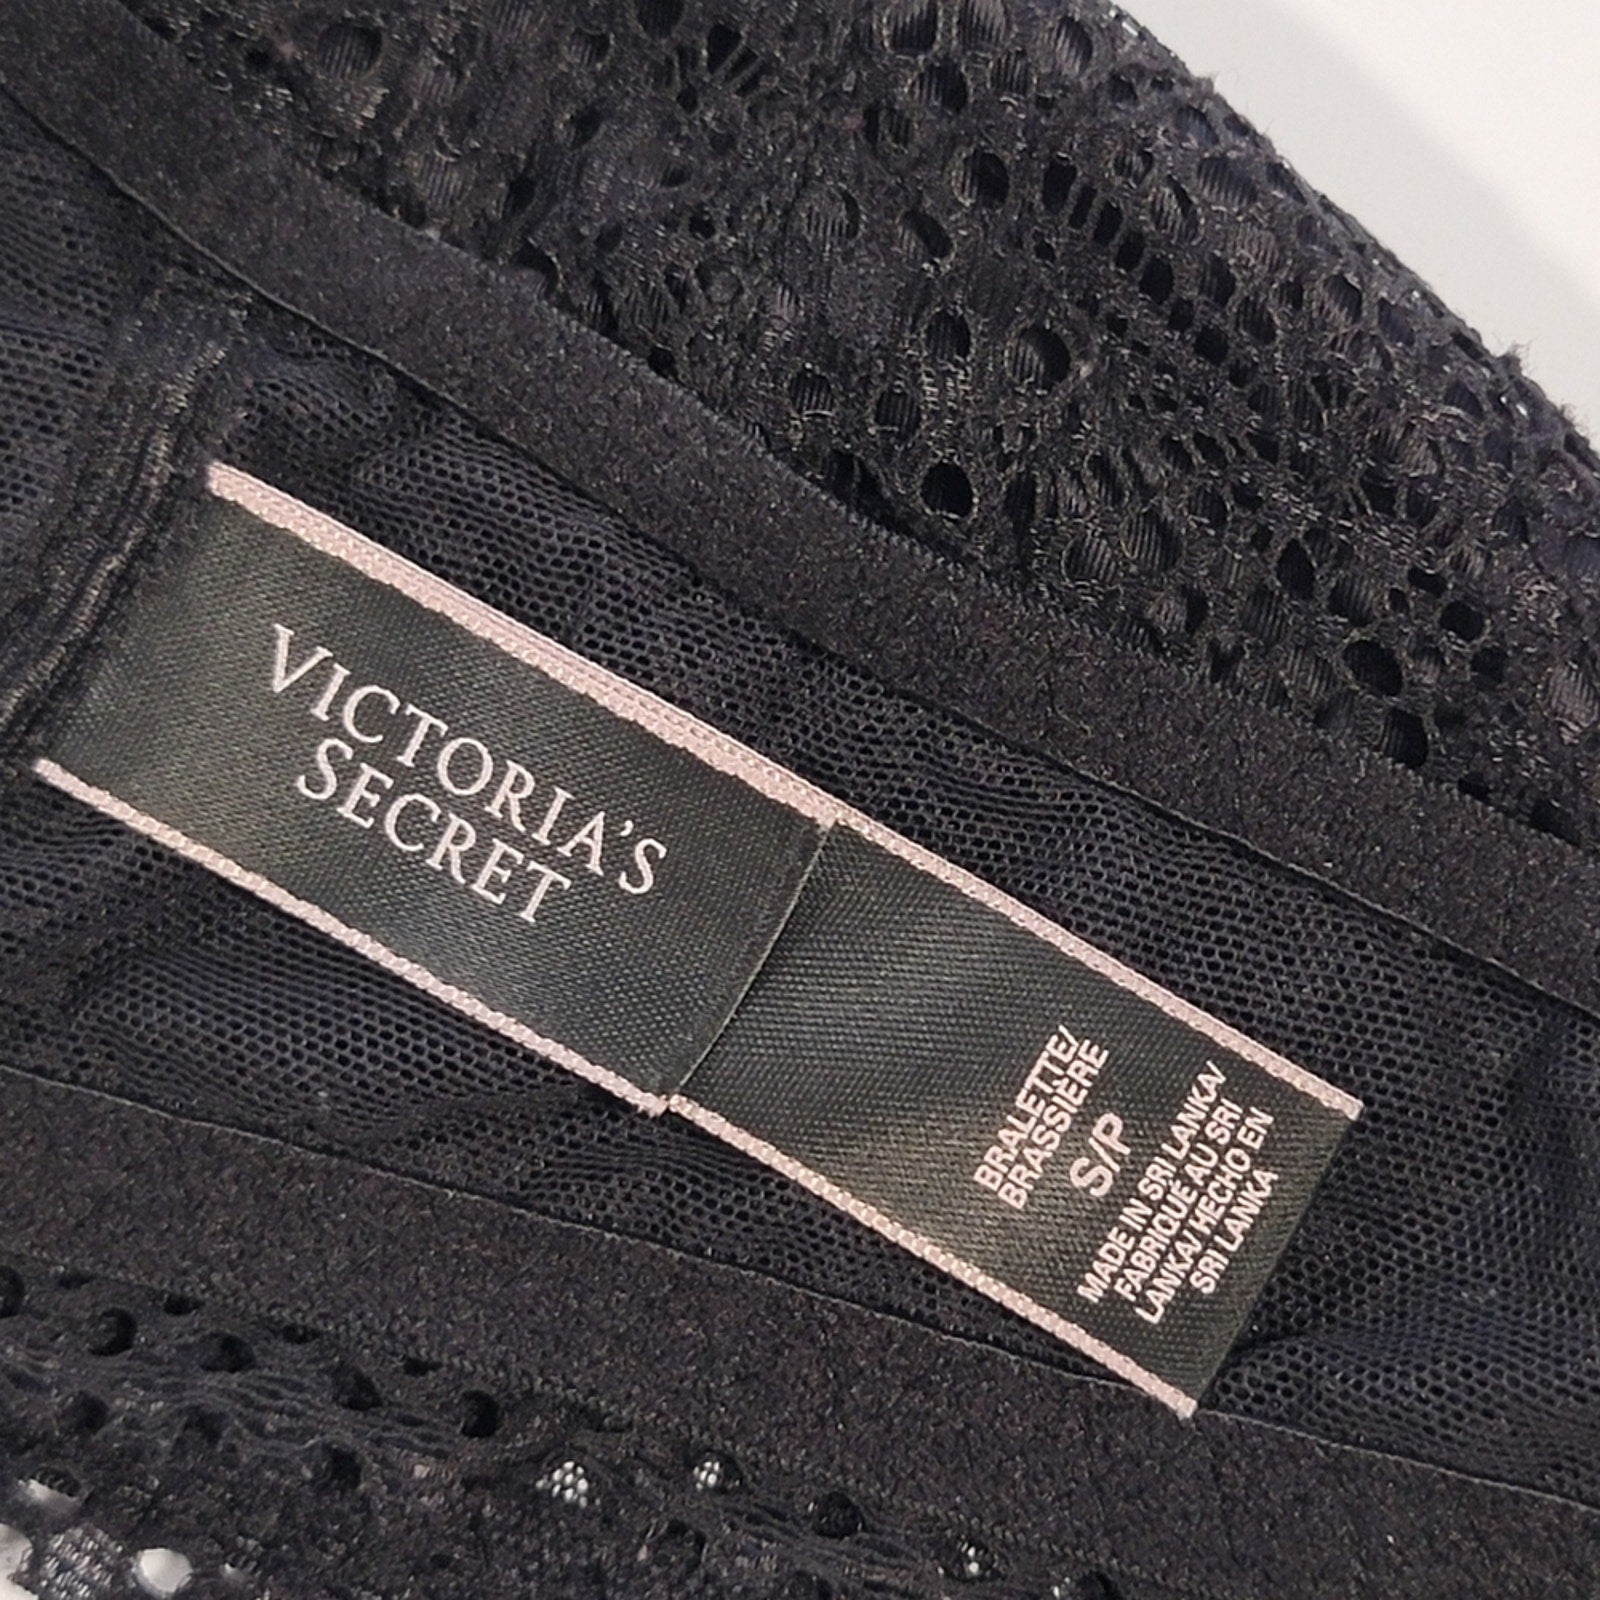 VICTORIA'S
SECRET
BRALETTE/
BRASSIÈRE
S/P
MADE IN SRI LANKA/
FABRIQUÉ AU SRI
LANKA/ HECHO EN
SRI LANKA